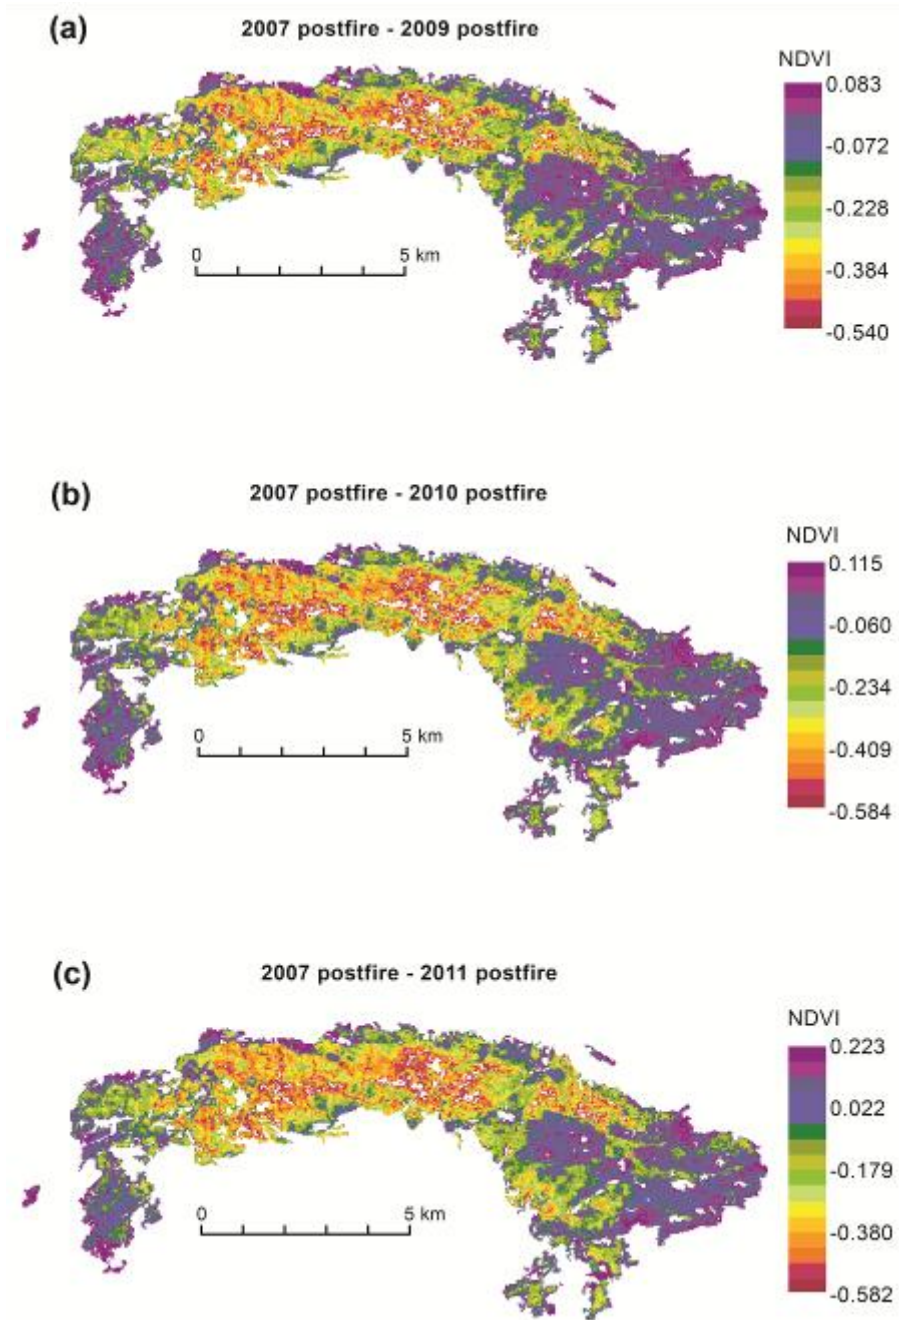 (a)
2007 postfire - 2009 postfire
NDVI
0.083
-0.072
-0.228
-0.384
-0.540
0 5 km
(b)
2007 postfire - 2010 postfire
NDVI
0.115
-0.060
-0.234
-0.409
-0.584
0 5 km
(c)
2007 postfire - 2011 postfire
NDVI
0.223
0.022
-0.179
-0.380
-0.582
0 5 km